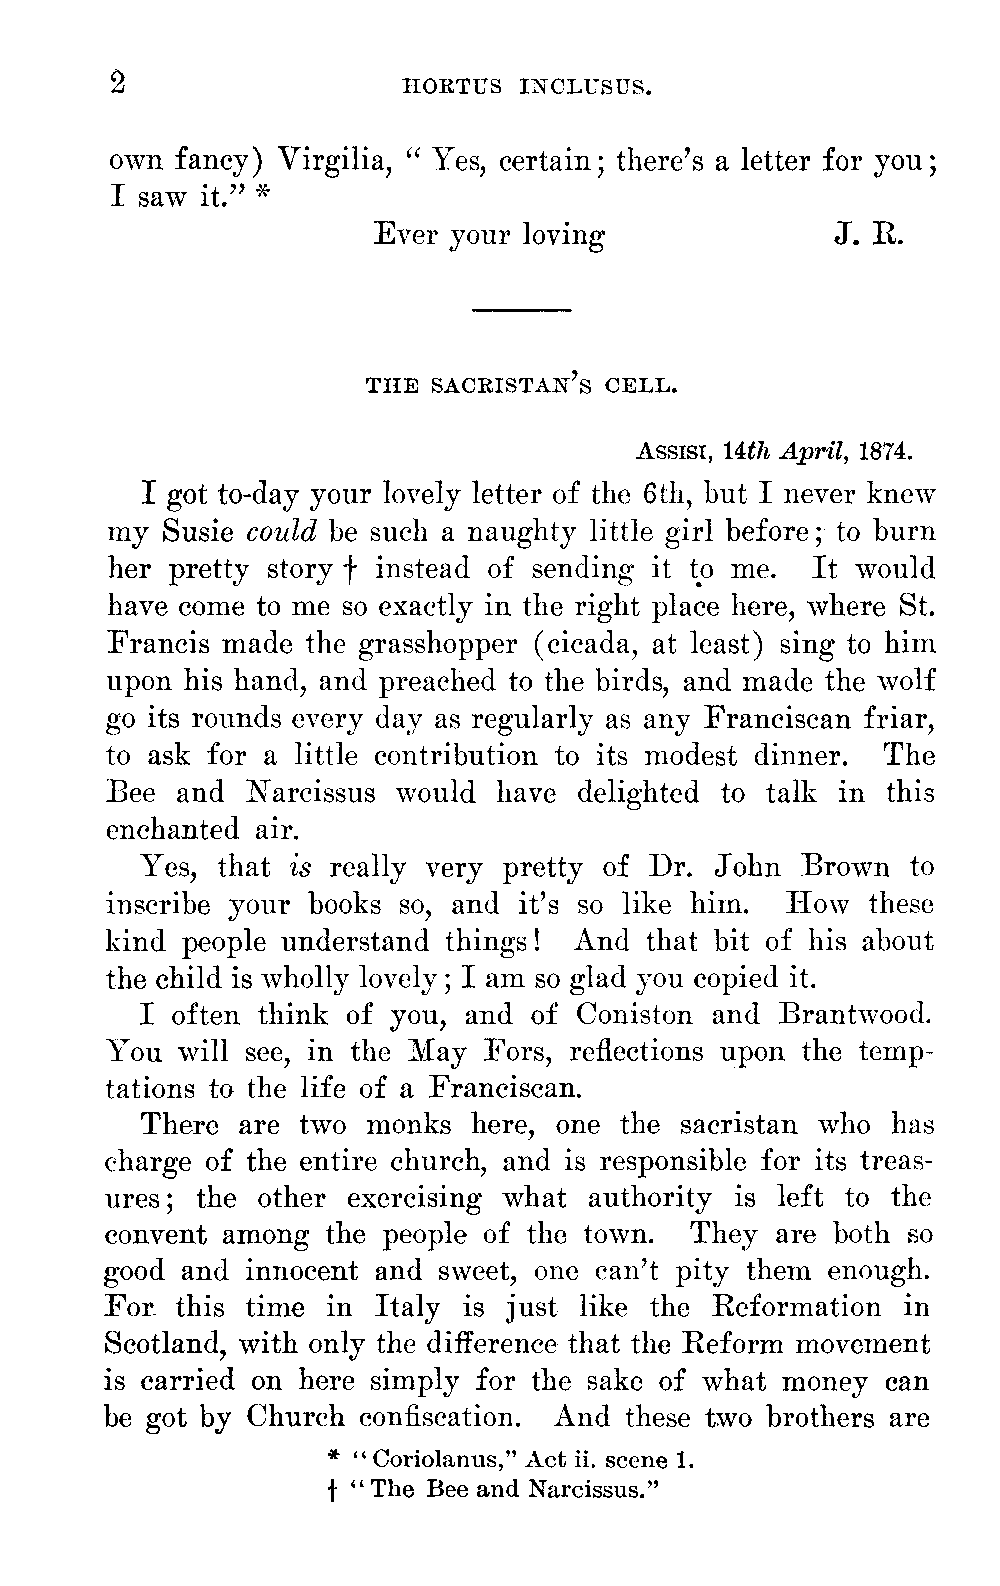 2 HORTUS INCLUSUS.
own fancy) Virgilia, “ Yes, certain; there’s a letter for you;
I saw it.” *
Ever your loving J. R.
THE SACRISTAN’S CELL.
Assisi, 14th April, 1874.
I got to-day your lovely letter of the 6th, but I never knew
my Susie could be such a naughty little girl before; to burn
her pretty story † instead of sending it to me. It would
have come to me so exactly in the right place here, where St.
Francis made the grasshopper (cicada, at least) sing to him
upon his hand, and preached to the birds, and made the wolf
go its rounds every day as regularly as any Franciscan friar,
to ask for a little contribution to its modest dinner. The
Bee and Narcissus would have delighted to talk in this
enchanted air.
Yes, that is really very pretty of Dr. John Brown to
inscribe your books so, and it’s so like him. How these
kind people understand things! And that bit of his about
the child is wholly lovely; I am so glad you copied it.
I often think of you, and of Coniston and Brantwood.
You will see, in the May Fors, reflections upon the temp-
tations to the life of a Franciscan.
There are two monks here, one the sacristan who has
charge of the entire church, and is responsible for its treas-
ures; the other exercising what authority is left to the
convent among the people of the town. They are both so
good and innocent and sweet, one can’t pity them enough.
For this time in Italy is just like the Reformation in
Scotland, with only the difference that the Reform movement
is carried on here simply for the sake of what money can
be got by Church confiscation. And these two brothers are
* “Coriolanus,” Act ii. scene 1.
† “The Bee and Narcissus.”